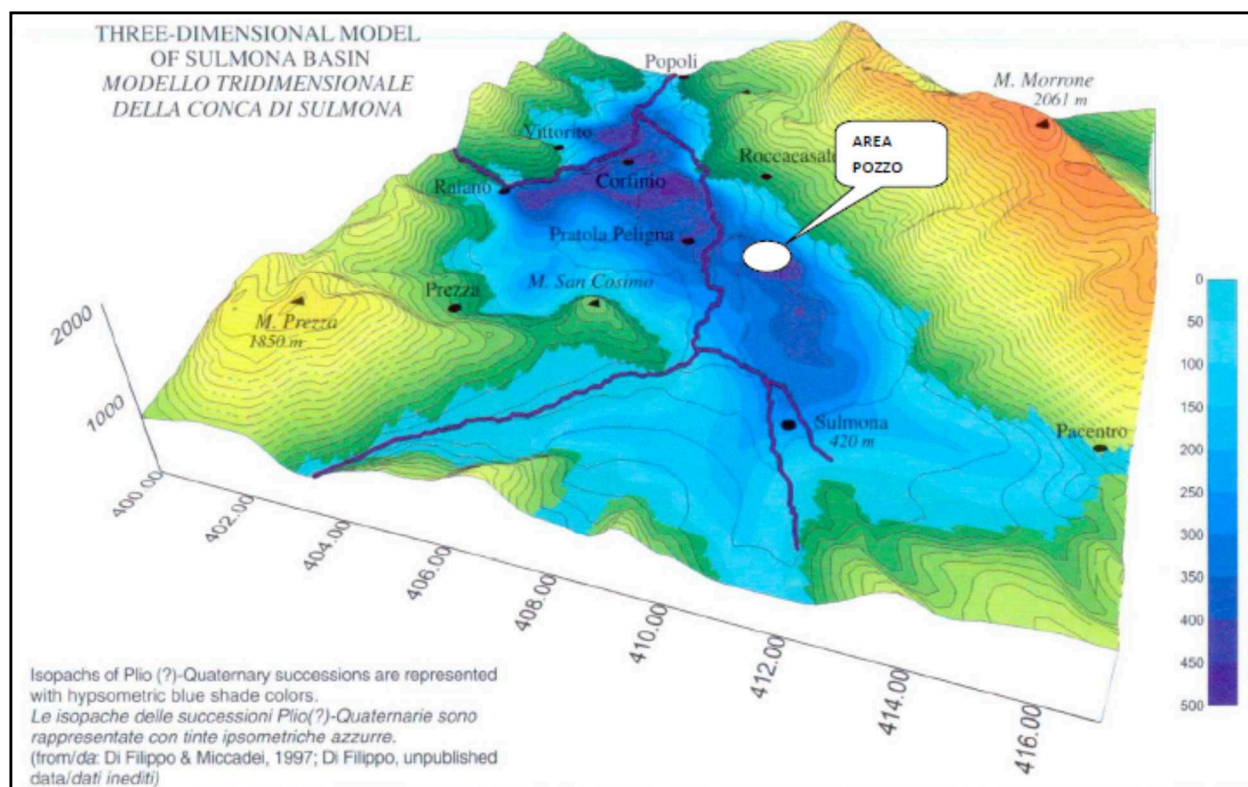 THREE-DIMENSIONAL MODEL
OF SULMONA BASIN
MODELLO TRIDIMENSIONALE
DELLA CONCA DI SULMONA
Popoli
M. Morrone
2061 m
AREA
POZZO
Vittorito
Roccacasale
Raiano
Corfinio
Pratola Peligna
M. San Cosimo
Prezza
M. Prezza
1850 m
Sulmona
420 m
Pacentro
2000
1000
400.00
402.00
404.00
406.00
408.00
410.00
412.00
414.00
416.00
0
50
100
150
200
250
300
350
400
450
500
Isopachs of Plio (?)-Quaternary successions are represented
with hypsometric blue shade colors.
Le isopache delle successioni Plio(?)-Quaternarie sono
rappresentate con tinte ipsometriche azzurre.
(from/da: Di Filippo & Miccadei, 1997; Di Filippo, unpublished
data/dati inediti)